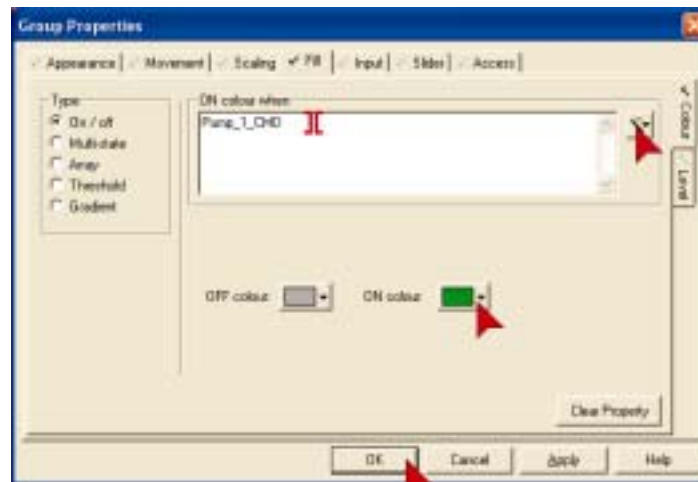 Group Properties
Appearance Movement Scaling Fill Input Slider Access
Type
On / off
Multi-state
Array
Threshold
Gradient
ON colour when
Pump_1_CMD
Colour
Level
OFF colour
ON colour
Clear Property
OK Cancel Apply Help